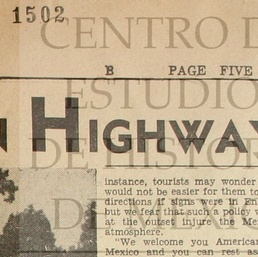 1502
CENTRO D
B PAGE FIVE
ESTUDIO
HIGHWAY
DE HISTOR
instance, tourists may wonder
would not be easier for them to
directions if signs were in En
but we fear that such a policy w
at the outset injure the Me
atmosphere.
"We welcome you American
Mexico and you can rest as